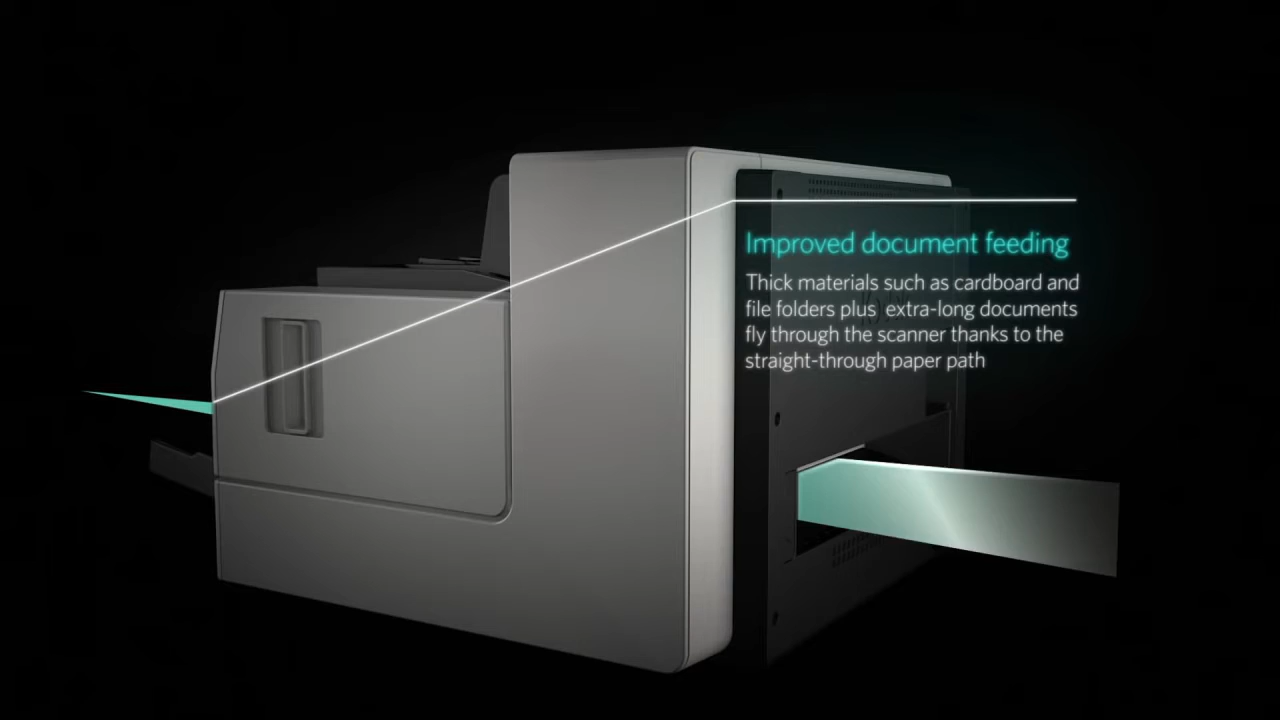 Improved document feeding
Thick materials such as cardboard and
file folders plus extra-long documents
fly through the scanner thanks to the
straight-through paper path